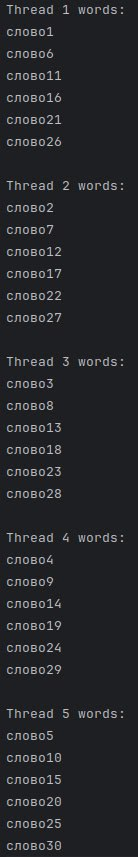 Thread 1 words:
слово1
слово6
слово11
слово16
слово21
слово26
Thread 2 words:
слово2
слово7
слово12
слово17
слово22
слово27
Thread 3 words:
слово3
слово8
слово13
слово18
слово23
слово28
Thread 4 words:
слово4
слово9
слово14
слово19
слово24
слово29
Thread 5 words:
слово5
слово10
слово15
слово20
слово25
слово30